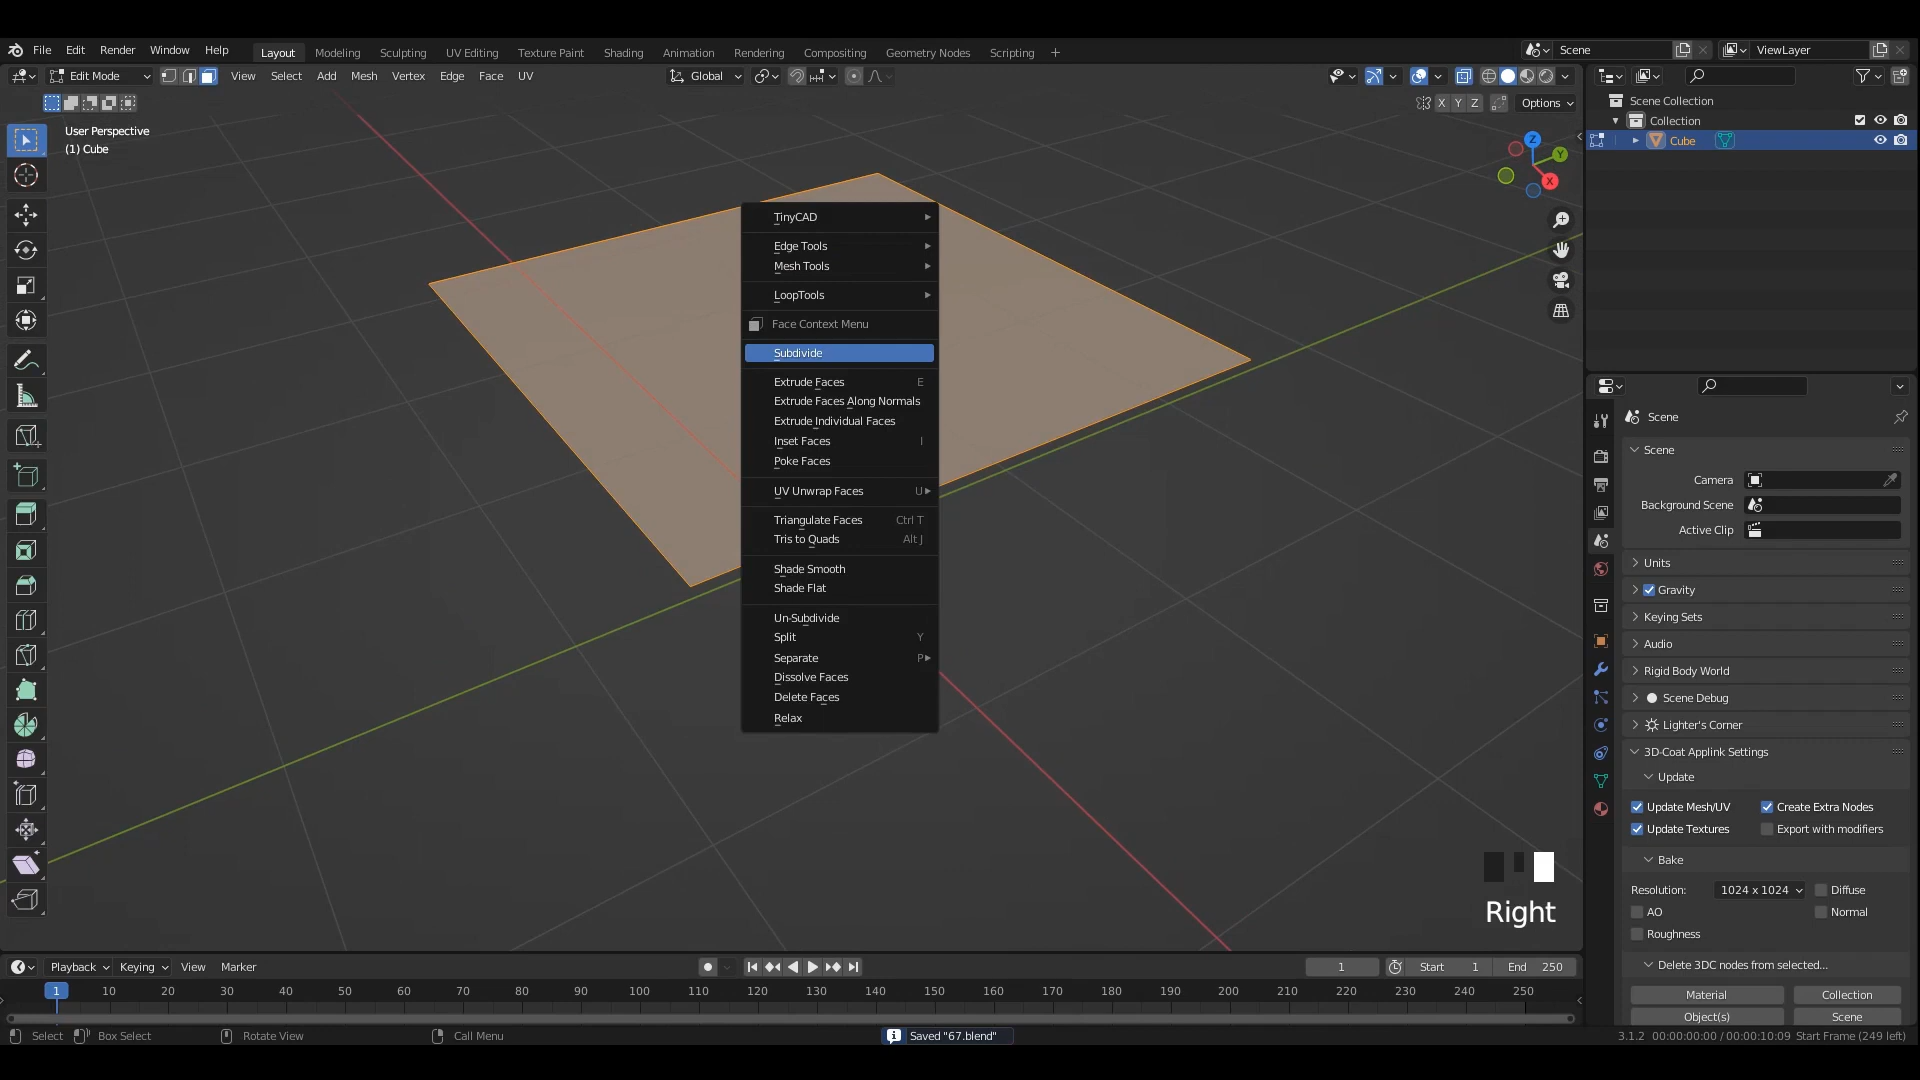 File Edit Render Window Help Layout Modeling Sculpting UV Editing Texture Paint Shading Animation Rendering Compositing Geometry Nodes Scripting + Scene ViewLayer
Edit Mode View Select Add Mesh Vertex Edge Face UV Global
X Y Z Options
User Perspective
(1) Cube
Z
Y
X
Scene Collection
Collection
Cube
TinyCAD
Edge Tools
Mesh Tools
LoopTools
Face Context Menu
Subdivide
Extrude Faces E
Extrude Faces Along Normals
Extrude Individual Faces
Inset Faces I
Poke Faces
UV Unwrap Faces U
Triangulate Faces Ctrl T
Tris to Quads Alt J
Shade Smooth
Shade Flat
Un-Subdivide
Split Y
Separate P
Dissolve Faces
Delete Faces
Relax
Scene
Scene
Camera
Background Scene
Active Clip
Units
Gravity
Keying Sets
Audio
Rigid Body World
Scene Debug
Lighter's Corner
3D-Coat Applink Settings
Update
Update Mesh/UV Create Extra Nodes
Update Textures Export with modifiers
Bake
Resolution: 1024 x 1024 Diffuse
AO Normal
Roughness
Delete 3DC nodes from selected...
Material Collection
Object(s) Scene
Right
Playback Keying View Marker 1 Start 1 End 250
1 10 20 30 40 50 60 70 80 90 100 110 120 130 140 150 160 170 180 190 200 210 220 230 240 250
Select Box Select Rotate View Call Menu Saved "67.blend" 3.1.2 00:00:00:00 / 00:00:10:09 Start Frame (249 left)